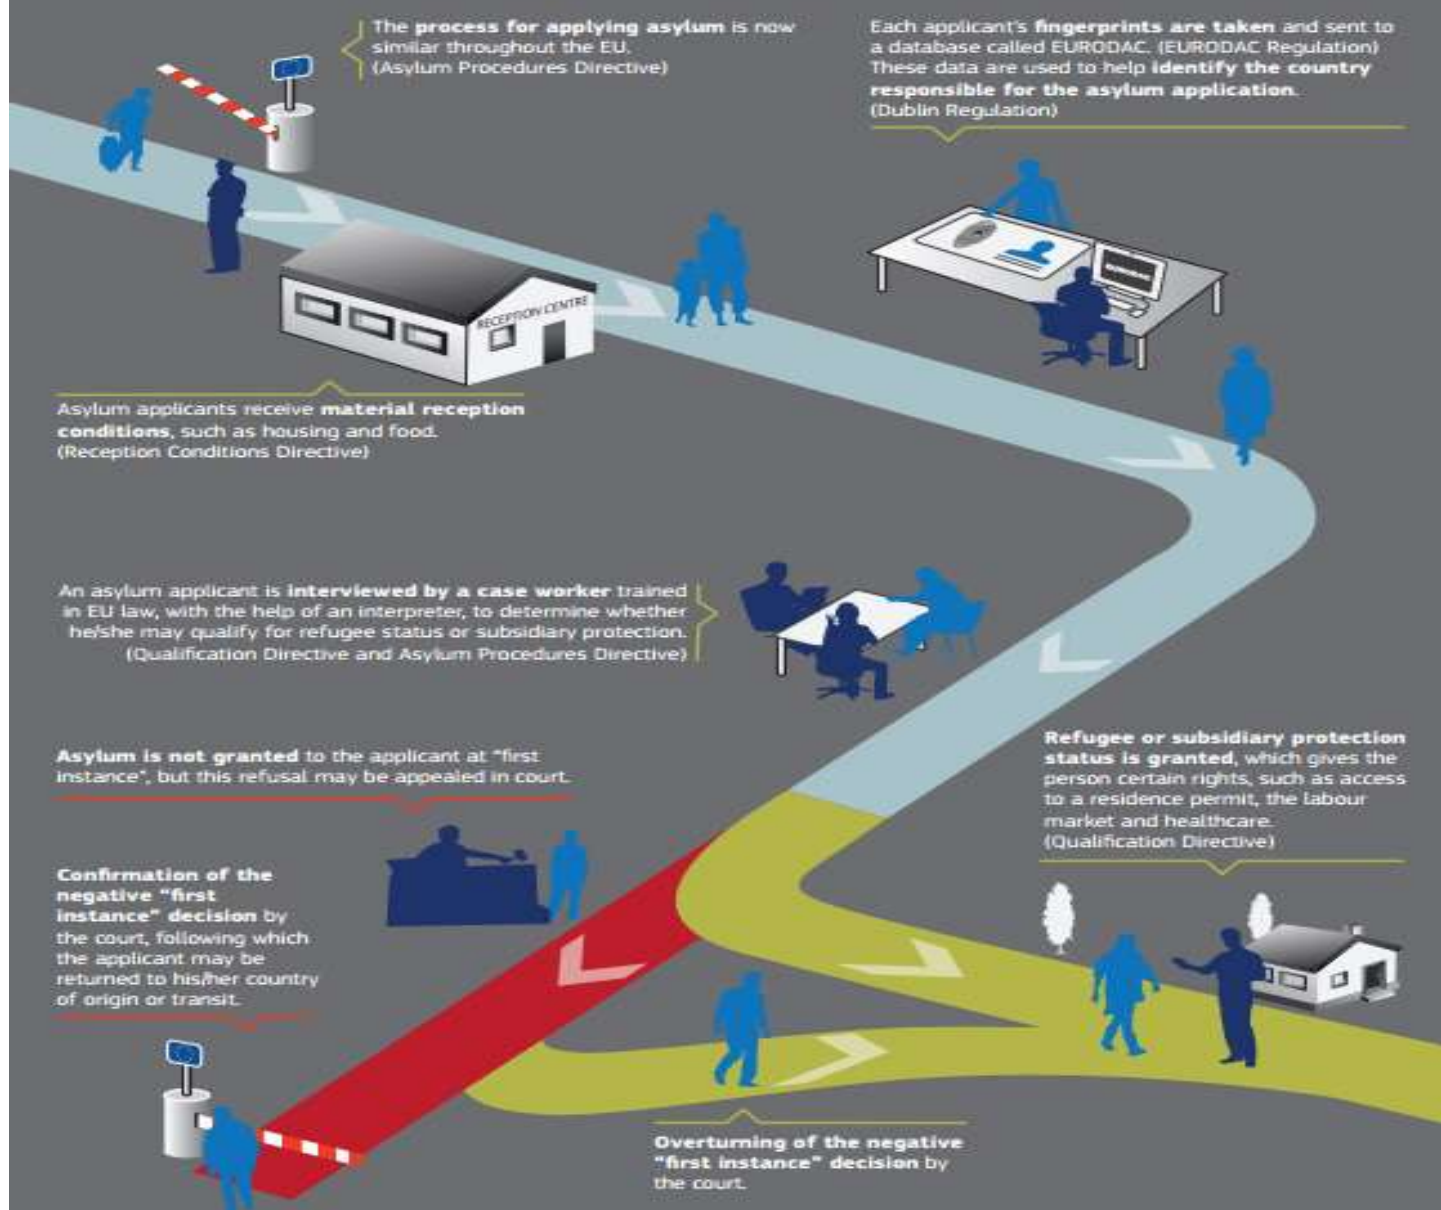 The process for applying asylum is now
similar throughout the EU.
(Asylum Procedures Directive)
Each applicant's fingerprints are taken and sent to
a database called EURODAC. (EURODAC Regulation)
These data are used to help identify the country
responsible for the asylum application.
(Dublin Regulation)
EURODAC
RECEPTION CENTRE
Asylum applicants receive material reception
conditions, such as housing and food.
(Reception Conditions Directive)
An asylum applicant is interviewed by a case worker trained
in EU law, with the help of an interpreter, to determine whether
he/she may qualify for refugee status or subsidiary protection.
(Qualification Directive and Asylum Procedures Directive)
Asylum is not granted to the applicant at "first
instance", but this refusal may be appealed in court.
Refugee or subsidiary protection
status is granted, which gives the
person certain rights, such as access
to a residence permit, the labour
market and healthcare.
(Qualification Directive)
Confirmation of the
negative "first
instance" decision by
the court, following which
the applicant may be
returned to his/her country
of origin or transit.
Overturning of the negative
"first instance" decision by
the court.